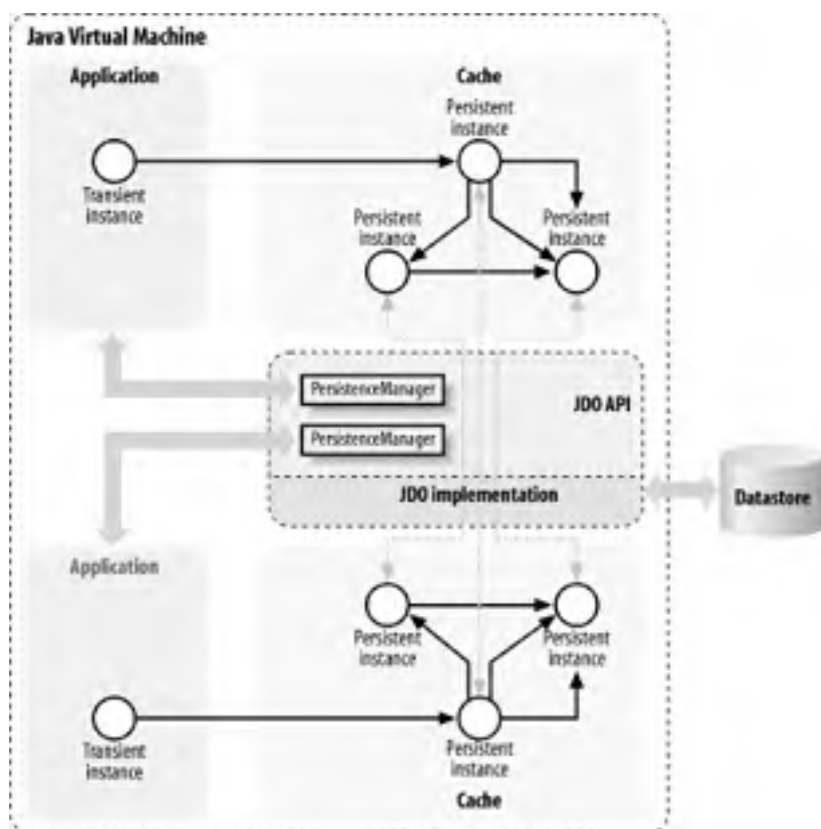 Java Virtual Machine
Application
Cache
Persistent
instance
Transient
instance
Persistent
instance
Persistent
instance
PersistenceManager
JDO API
PersistenceManager
JDO implementation
Datastore
Application
Persistent
instance
Persistent
instance
Transient
instance
Persistent
instance
Cache